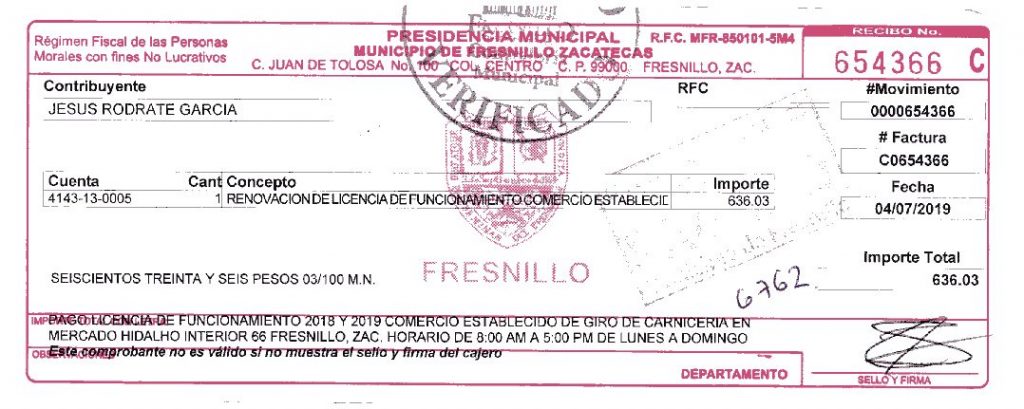 Régimen Fiscal de las Personas
Morales con fines No Lucrativos
PRESIDENCIA MUNICIPAL R.F.C. MFR-850101-5M4
MUNICIPIO DE FRESNILLO ZACATECAS
C. JUAN DE TOLOSA No. 100 COL. CENTRO C. P. 99000 FRESNILLO, ZAC.
Municipal
VERIFICAD
RECIBO No.
654366 C
Contribuyente
JESUS RODRATE GARCIA
RFC
#Movimiento
0000654366
# Factura
C0654366
Fecha
04/07/2019
Cuenta Cant Concepto Importe
4143-13-0005 1 RENOVACION DE LICENCIA DE FUNCIONAMIENTO COMERCIO ESTABLECIC 636.03
FRESNILLO
Importe Total
636.03
SEISCIENTOS TREINTA Y SEIS PESOS 03/100 M.N.
6762
PAGO LICENCIA DE FUNCIONAMIENTO 2018 Y 2019 COMERCIO ESTABLECIDO DE GIRO DE CARNICERIA EN
MERCADO HIDALHO INTERIOR 66 FRESNILLO, ZAC. HORARIO DE 8:00 AM A 5:00 PM DE LUNES A DOMINGO
OBSERVACIONES
Este comprobante no es válido si no muestra el sello y firma del cajero
DEPARTAMENTO
SELLO Y FIRMA